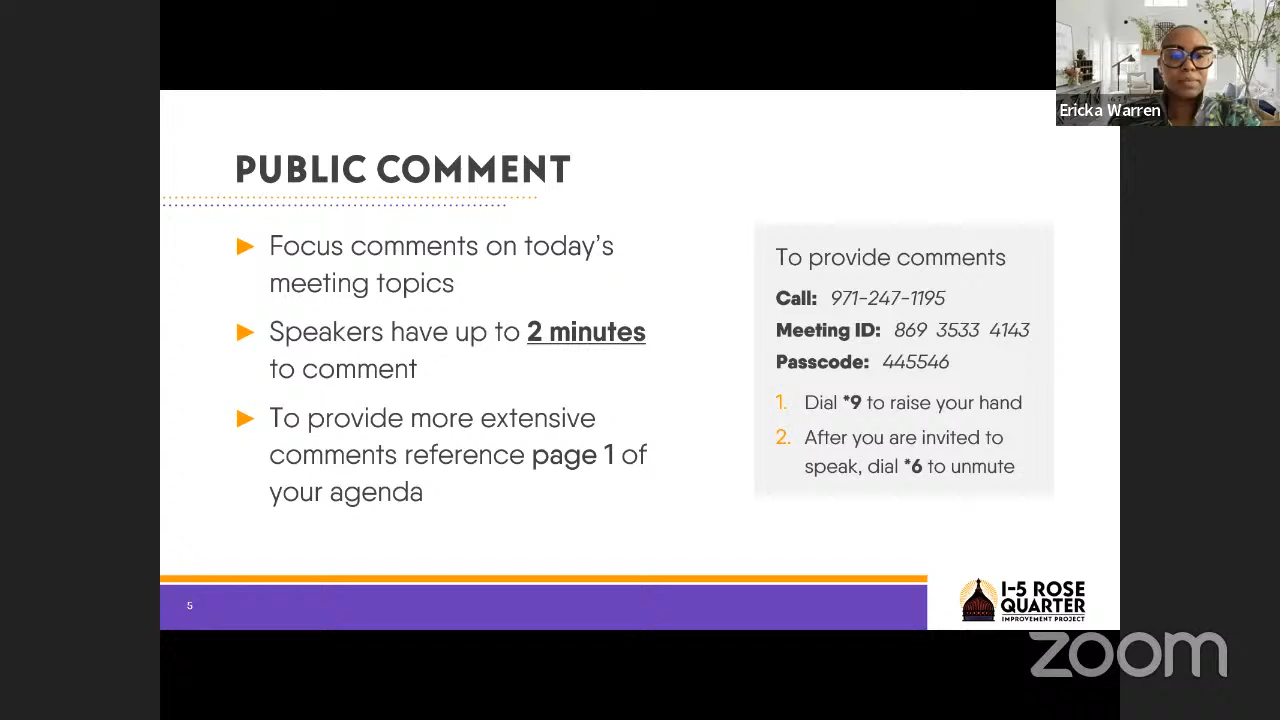 Ericka Warren
PUBLIC COMMENT
► Focus comments on today's
meeting topics
► Speakers have up to 2 minutes
to comment
► To provide more extensive
comments reference page 1 of
your agenda
To provide comments
Call: 971-247-1195
Meeting ID: 869 3533 4143
Passcode: 445546
1. Dial *9 to raise your hand
2. After you are invited to
speak, dial *6 to unmute
5
I-5 ROSE
QUARTER
IMPROVEMENT PROJECT
zoom